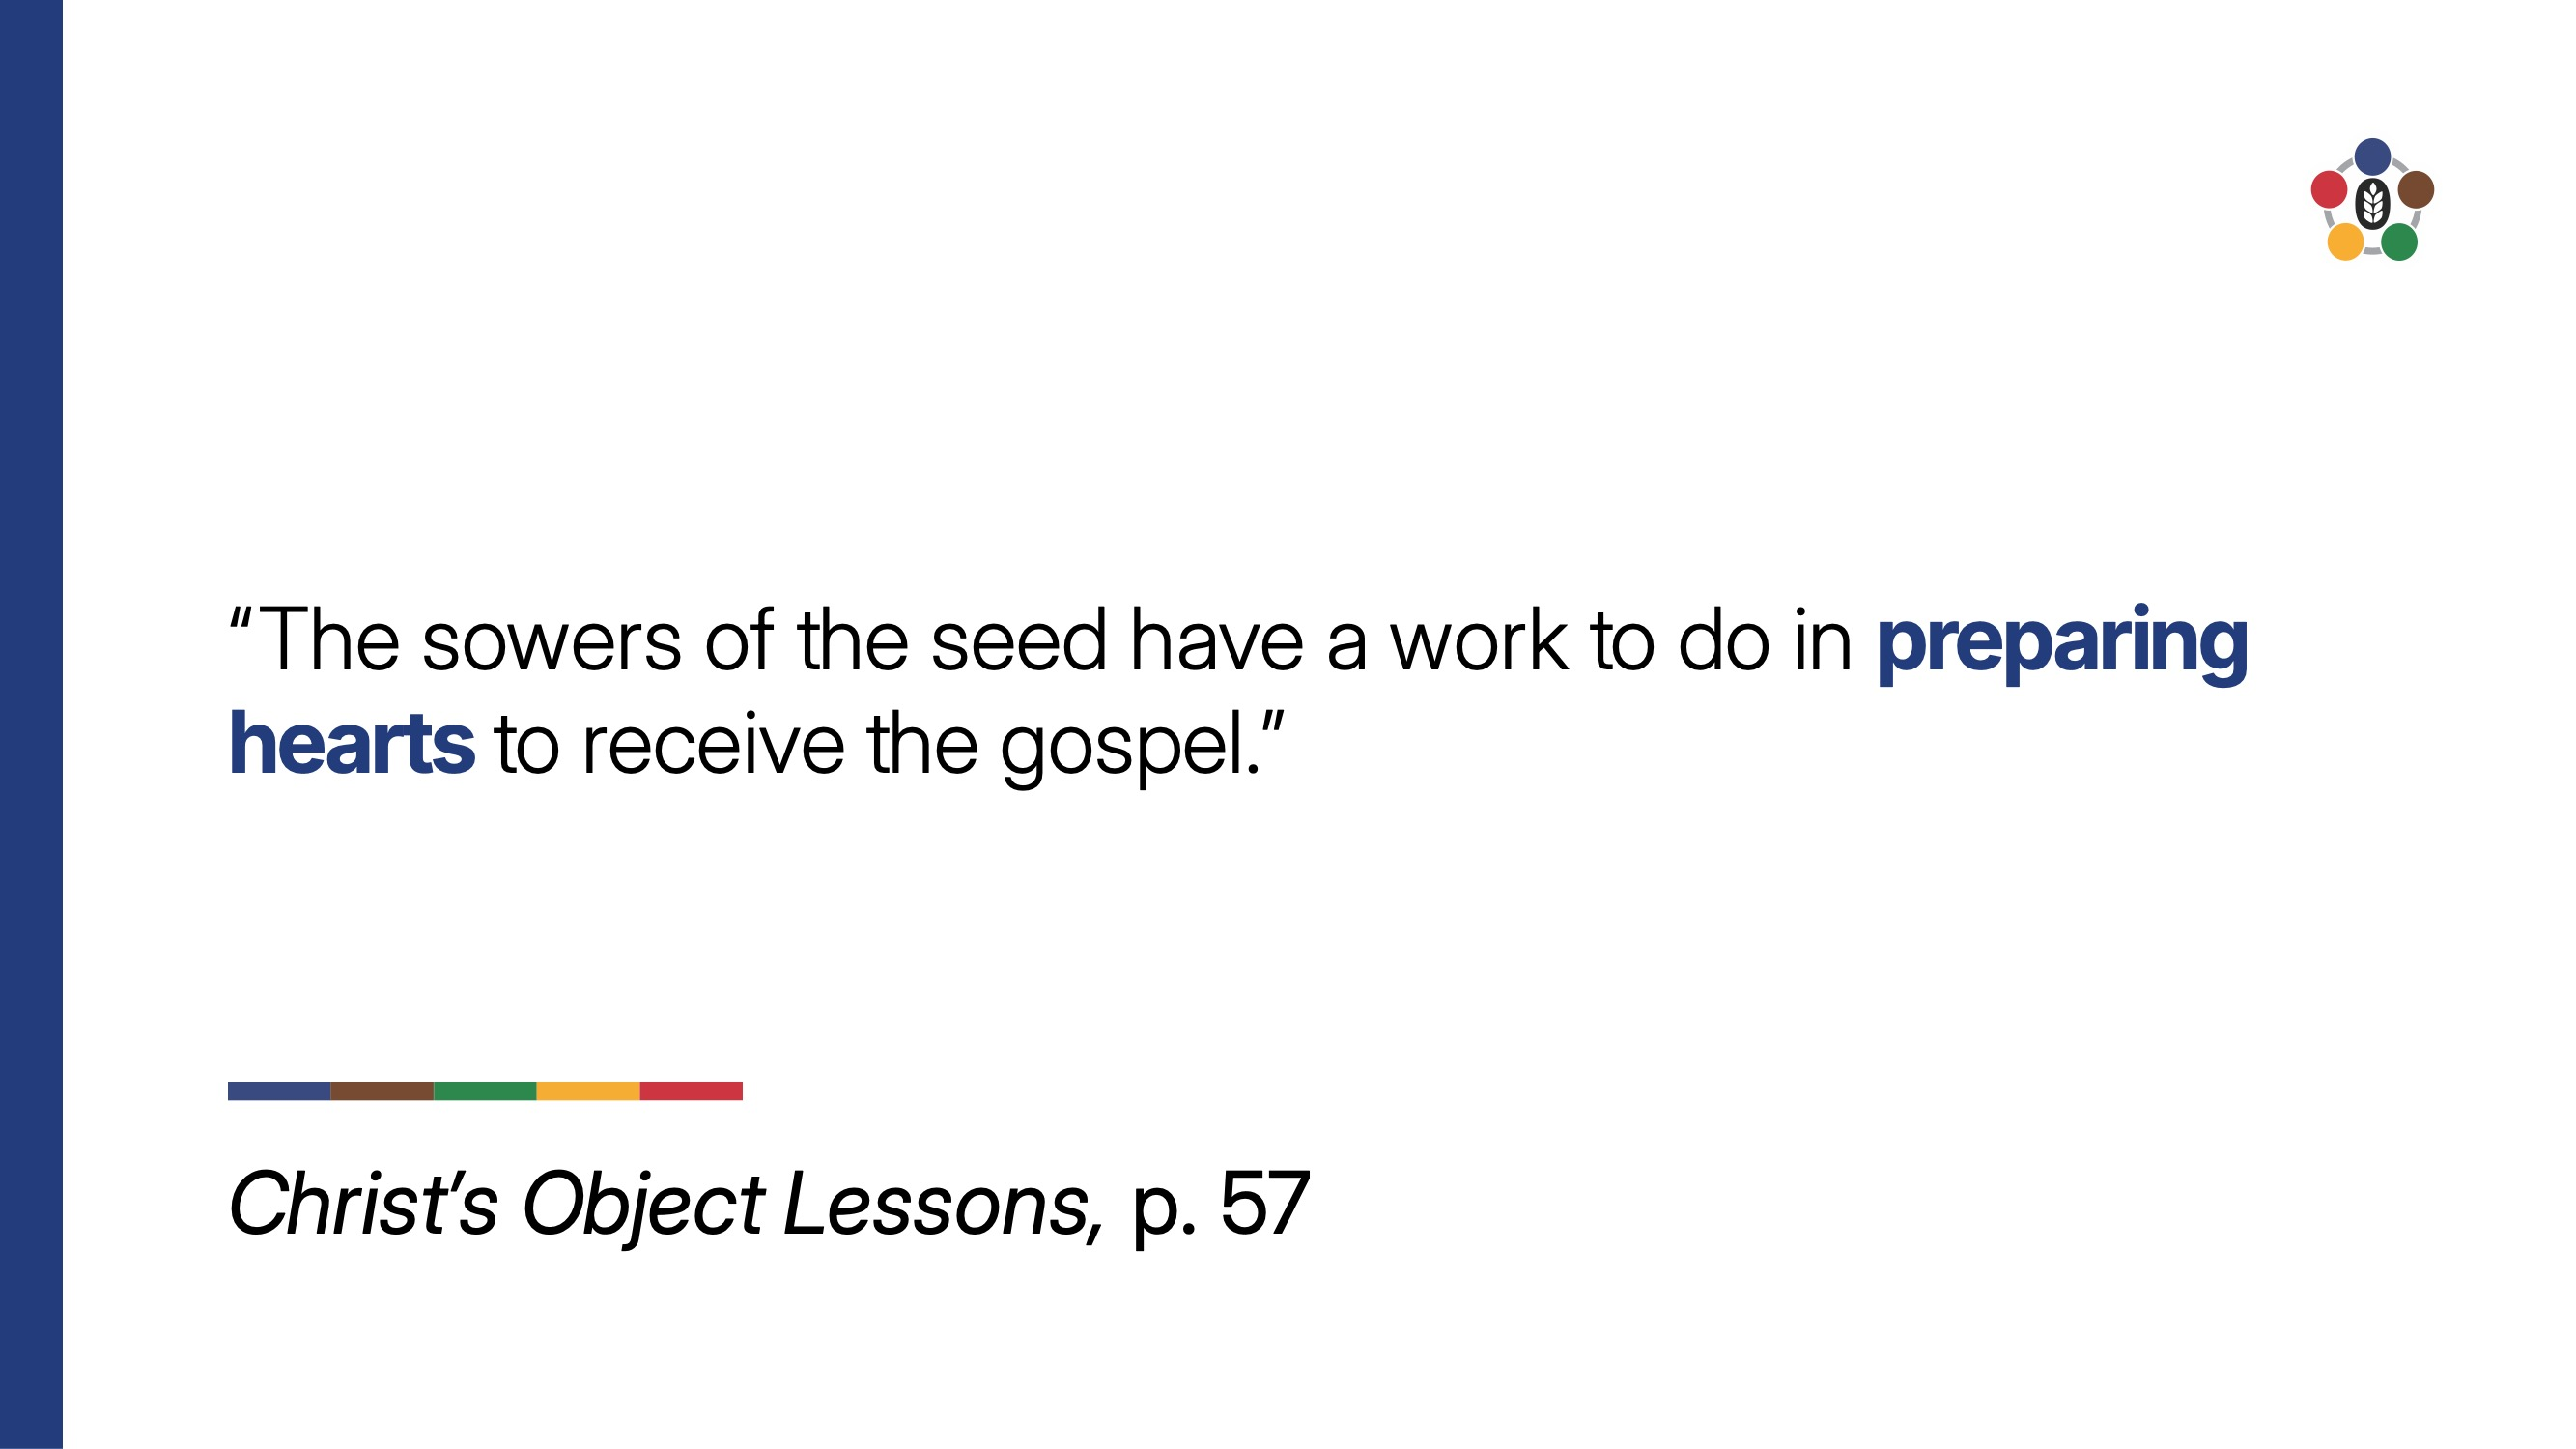 “The sowers of the seed have a work to do in preparing
hearts to receive the gospel.”
Christ’s Object Lessons, p. 57